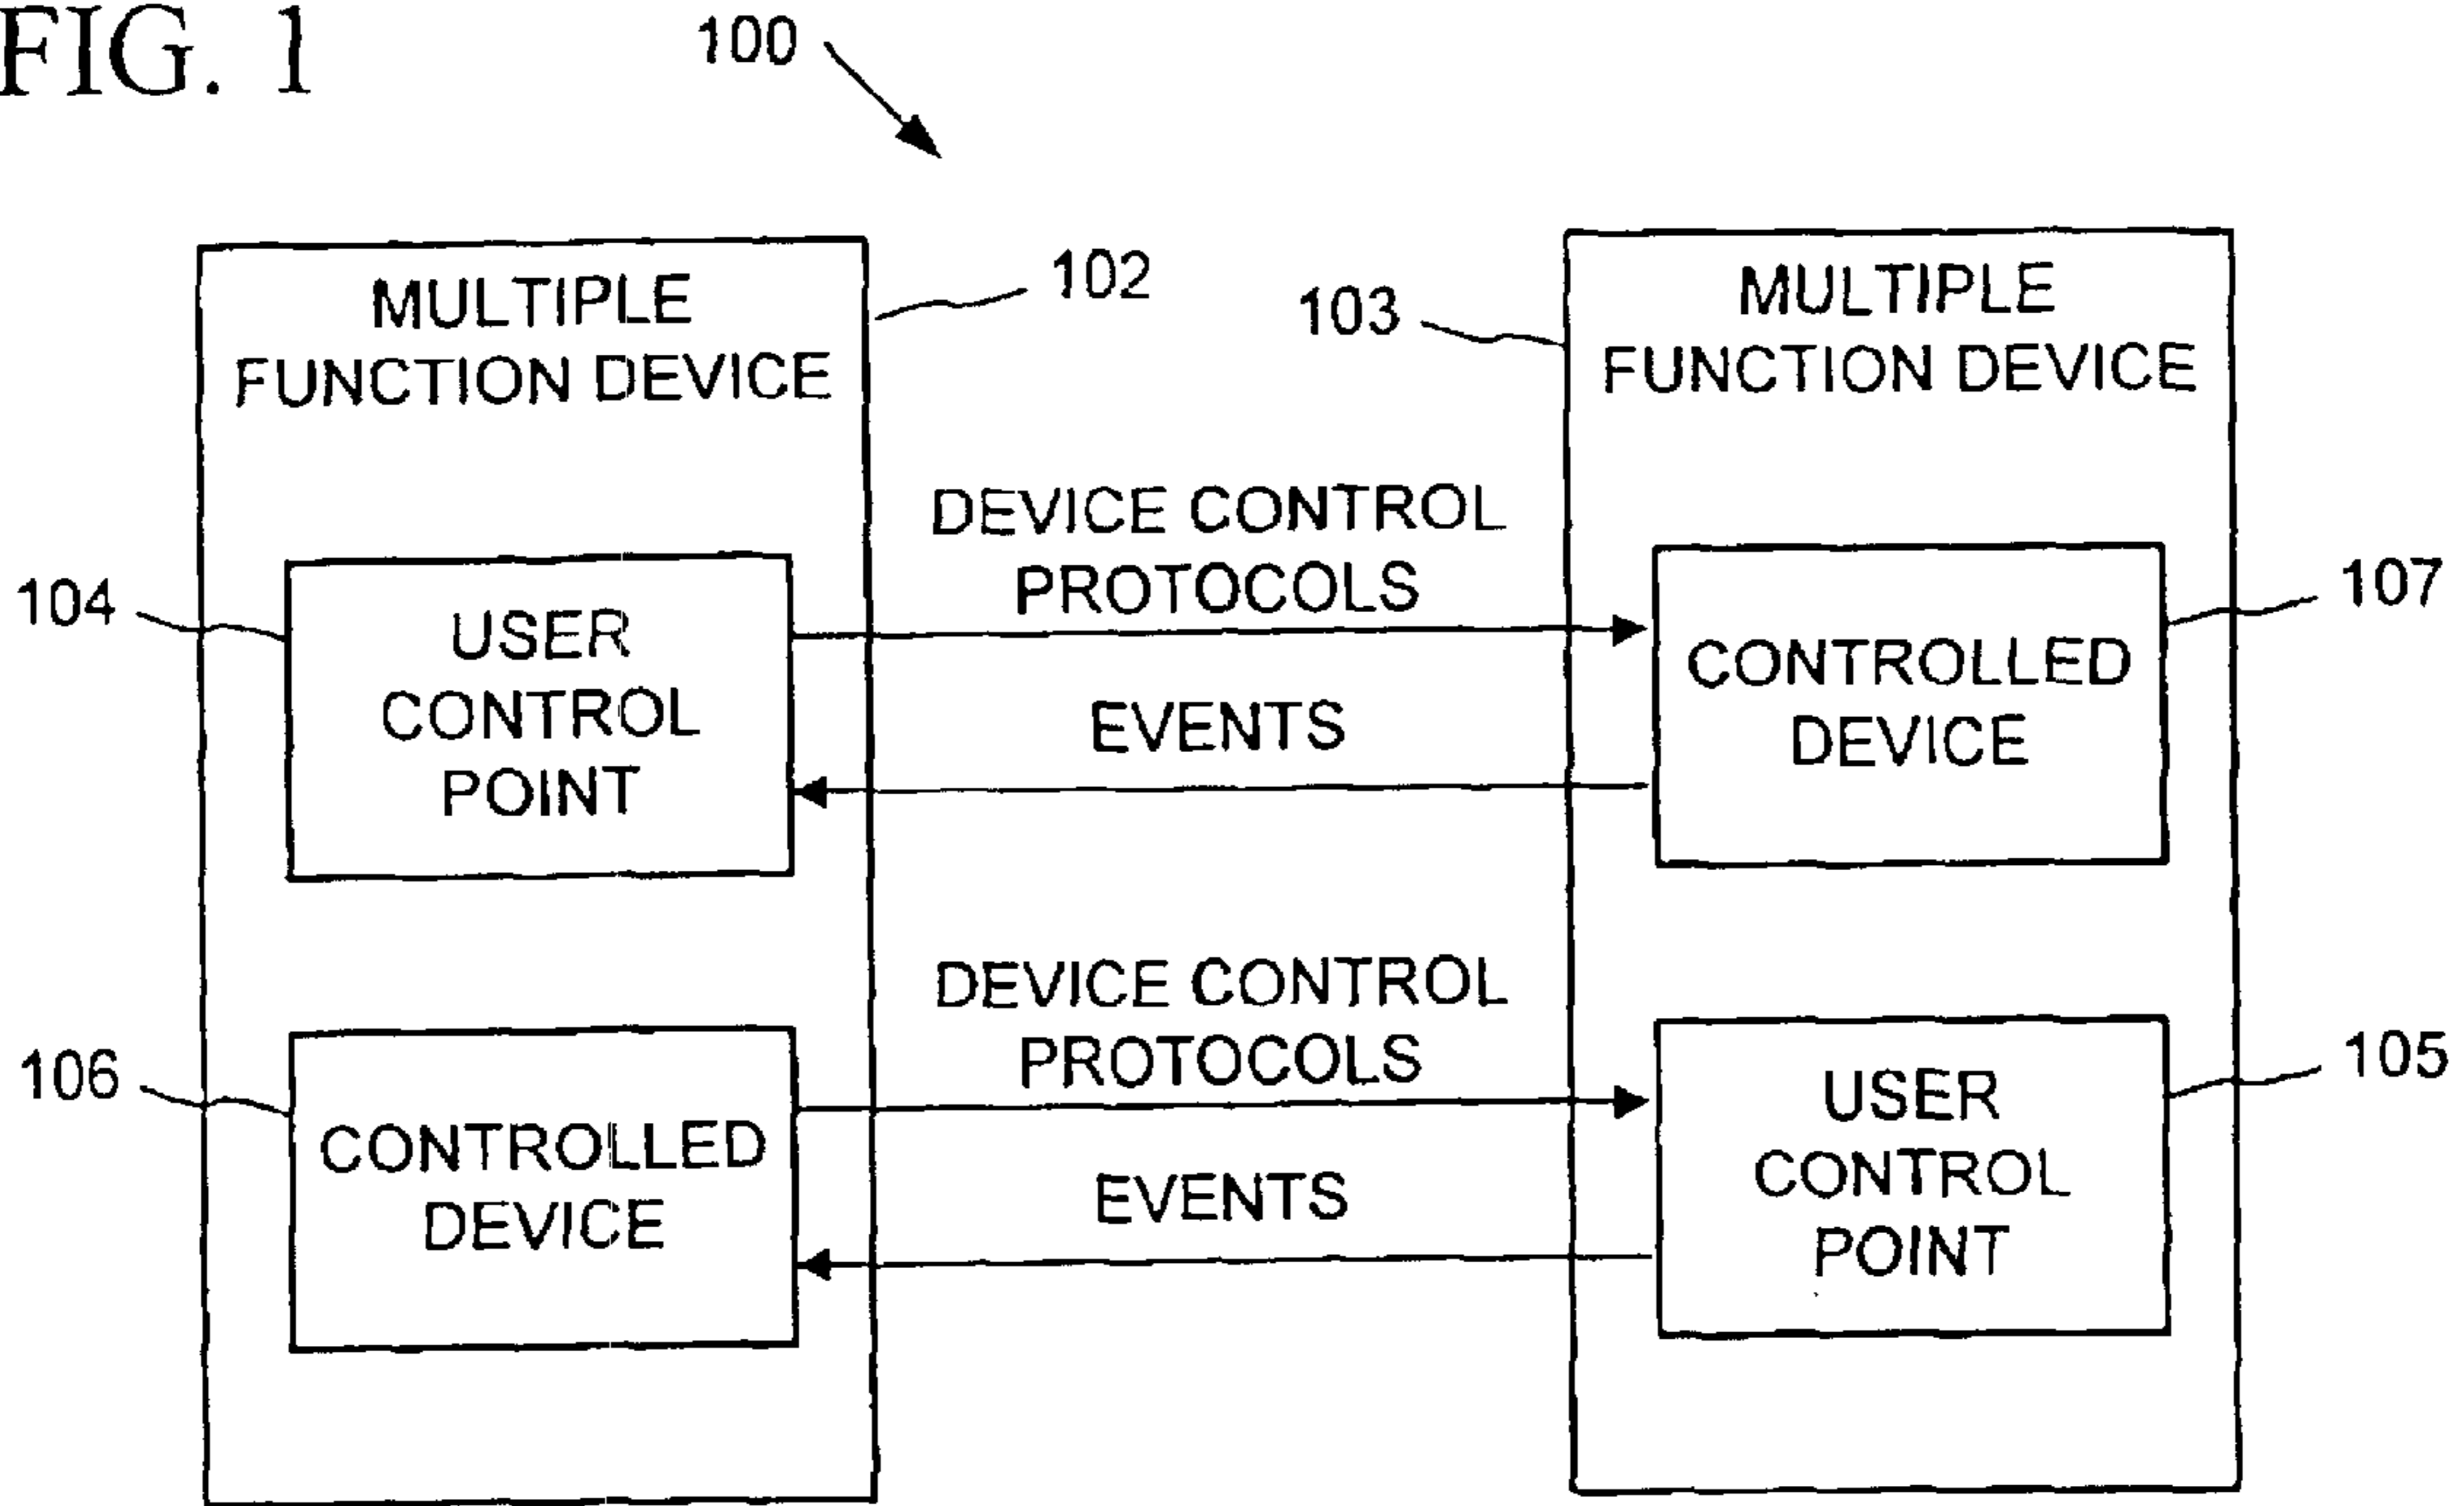 FIG. 1
100
102
103
MULTIPLE
FUNCTION DEVICE
MULTIPLE
FUNCTION DEVICE
104
USER
CONTROL
POINT
DEVICE CONTROL
PROTOCOLS
EVENTS
107
CONTROLLED
DEVICE
106
CONTROLLED
DEVICE
DEVICE CONTROL
PROTOCOLS
EVENTS
105
USER
CONTROL
POINT